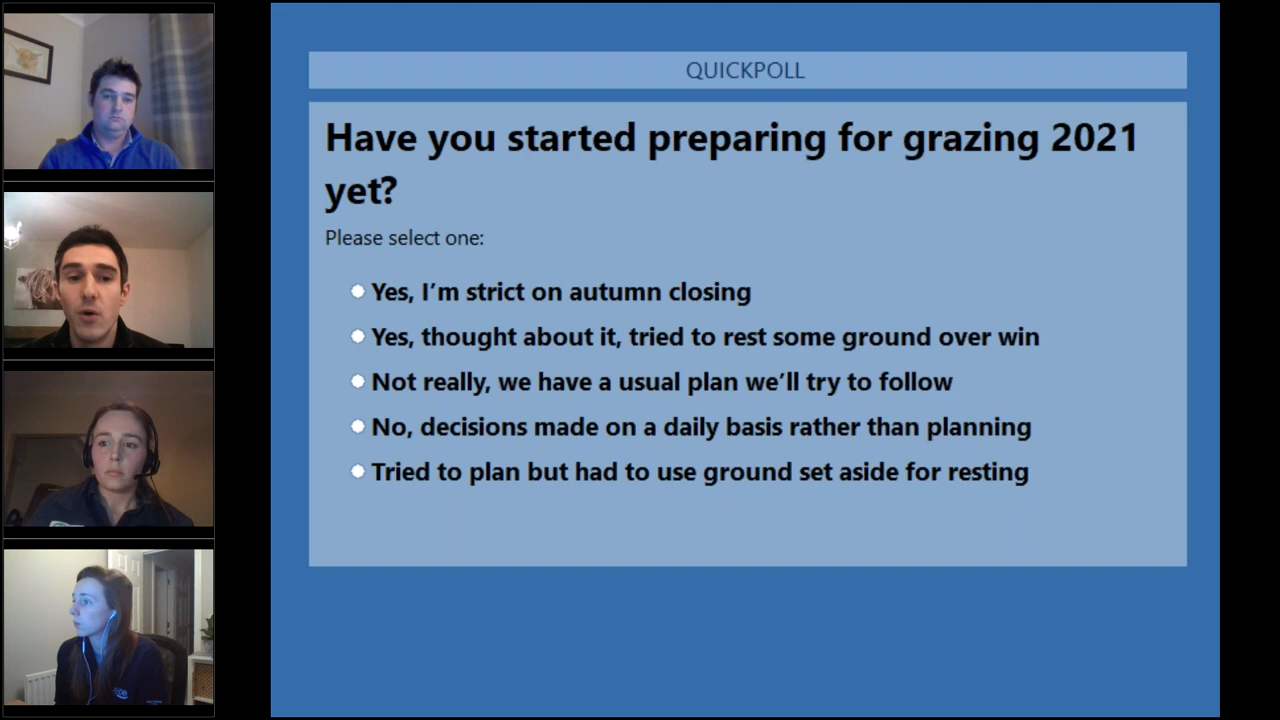 QUICKPOLL
Have you started preparing for grazing 2021
yet?
Please select one:
Yes, I’m strict on autumn closing
Yes, thought about it, tried to rest some ground over win
Not really, we have a usual plan we’ll try to follow
No, decisions made on a daily basis rather than planning
Tried to plan but had to use ground set aside for resting